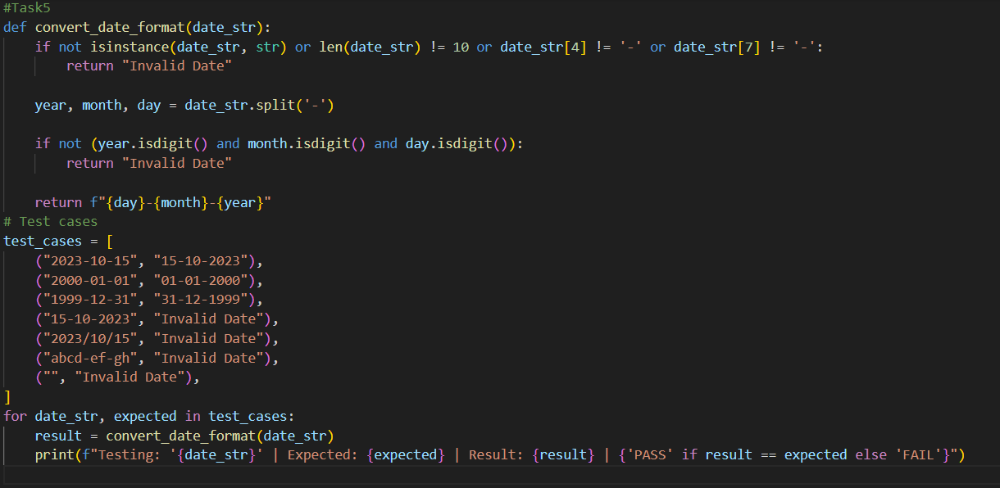 #Task5
def convert_date_format(date_str):
    if not isinstance(date_str, str) or len(date_str) != 10 or date_str[4] != '-' or date_str[7] != '-':
        return "Invalid Date"
    year, month, day = date_str.split('-')
    if not (year.isdigit() and month.isdigit() and day.isdigit()):
        return "Invalid Date"
    return f"{day}-{month}-{year}"
# Test cases
test_cases = [
    ("2023-10-15", "15-10-2023"),
    ("2000-01-01", "01-01-2000"),
    ("1999-12-31", "31-12-1999"),
    ("15-10-2023", "Invalid Date"),
    ("2023/10/15", "Invalid Date"),
    ("abcd-ef-gh", "Invalid Date"),
    ("", "Invalid Date"),
]
for date_str, expected in test_cases:
    result = convert_date_format(date_str)
    print(f"Testing: '{date_str}' | Expected: {expected} | Result: {result} | {'PASS' if result == expected else 'FAIL'}")